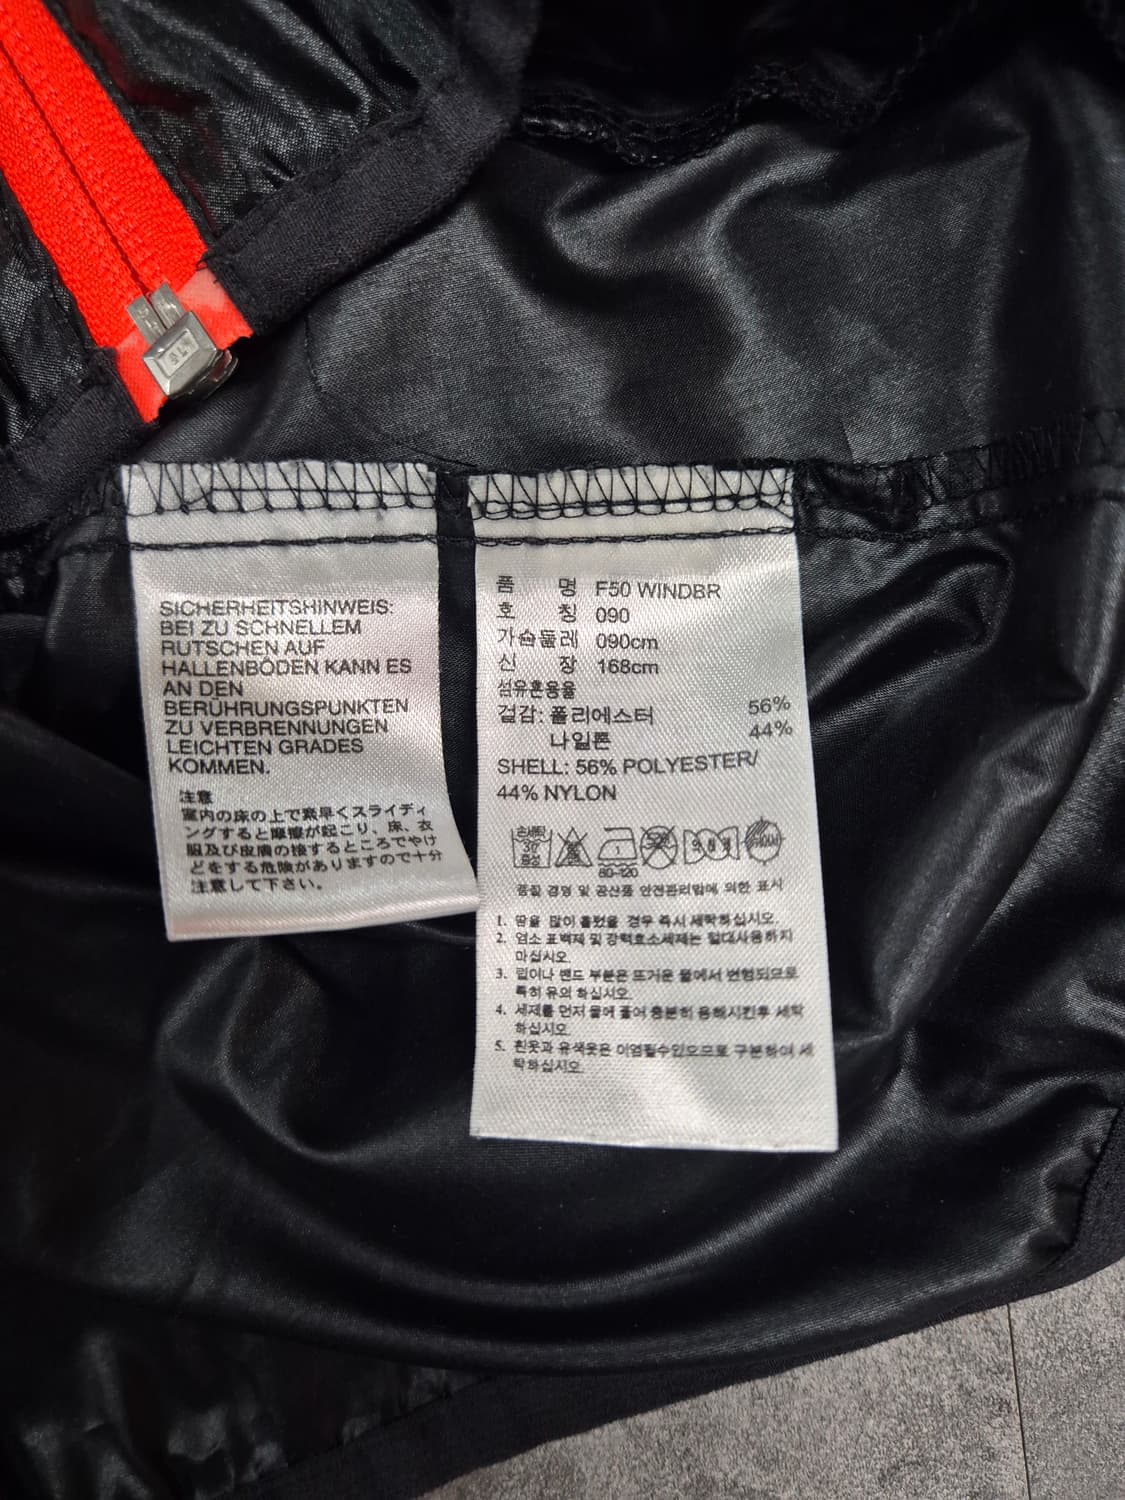 SICHERHEITSHINWEIS:
BEI ZU SCHNELLEM
RUTSCHEN AUF
HALLENBÖDEN KANN ES
AN DEN
BERÜHRUNGSPUNKTEN
ZU VERBRENNUNGEN
LEICHTEN GRADES
KOMMEN.
注意
室内の床の上で素早くスライディ
ングすると摩擦が起こり、床、衣
服及び皮膚の接するところでやけ
どをする危険がありますので十分
注意して下さい。
품 명 F50 WINDBR
호 칭 090
가슴둘레 090cm
신 장 168cm
섬유혼용율
겉감: 폴리에스터 56%
나일론 44%
SHELL: 56% POLYESTER/
44% NYLON
손세탁
30
중성
80~120
품질 경영 및 공산품 안전관리법에 의한 표시
1. 땀을 많이 흘렸을 경우 즉시 세탁하십시오.
2. 염소 표백제 및 강력효소세제는 절대사용하지
마십시오.
3. 립이나 밴드 부분은 뜨거운 물에서 변형되므로
특히 유의 하십시오.
4. 세제를 먼저 물에 풀어 충분히 용해시킨후 세탁
하십시오.
5. 흰옷과 유색옷은 이염될수있으므로 구분하여 세
탁하십시오.